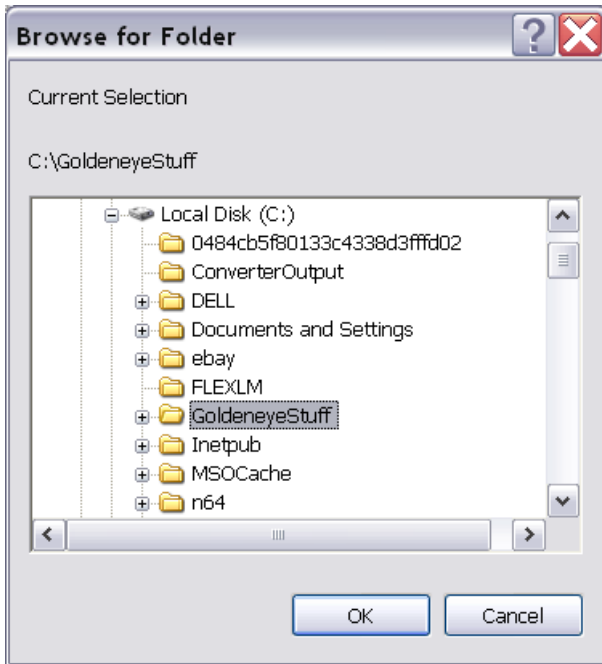 Browse for Folder
Current Selection
C:\GoldeneyeStuff
Local Disk (C:)
0484cb5f80133c4338d3fffd02
ConverterOutput
DELL
Documents and Settings
ebay
FLEXLM
GoldeneyeStuff
Inetpub
MSOCache
n64
OK Cancel